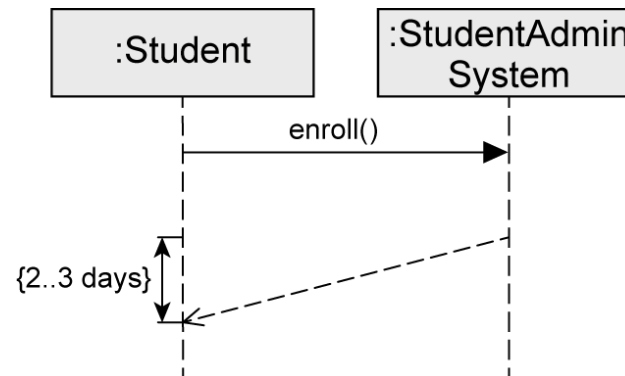 :Student
:StudentAdmin
System
enroll()
{2..3 days}